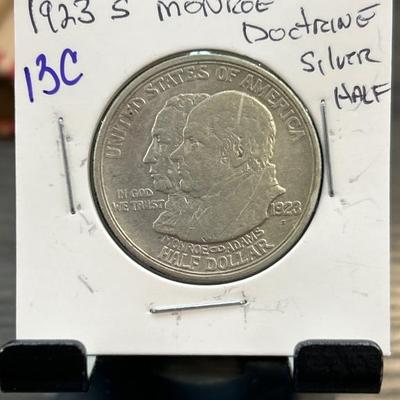 1923 S MONROE
DOCTRINE
SILVER
HALF
13C
UNITED STATES OF AMERICA
IN GOD
WE TRUST
1923
MONROE ADAMS
HALF DOLLAR